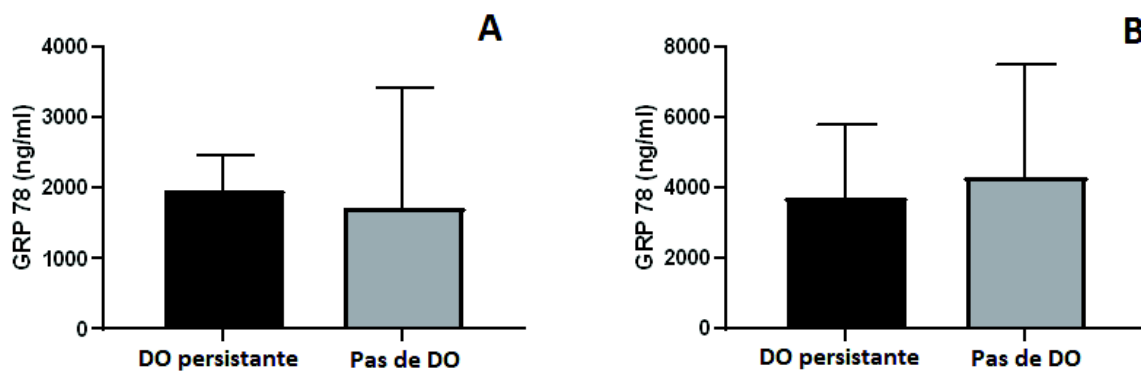 A
GRP 78 (ng/ml)
4000
3000
2000
1000
0
DO persistante
Pas de DO
B
GRP 78 (ng/ml)
8000
6000
4000
2000
0
DO persistante
Pas de DO